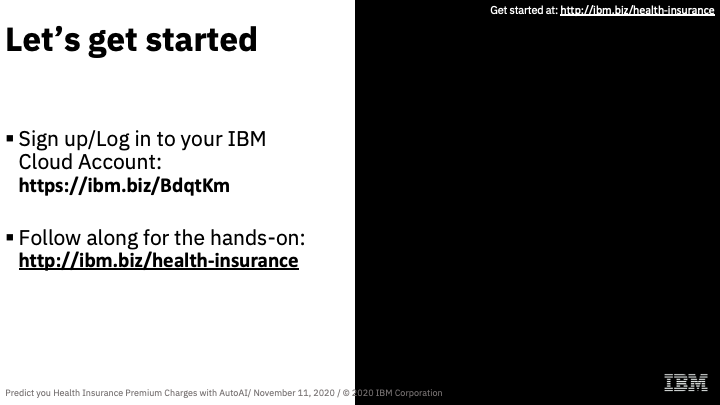 Get started at: http://ibm.biz/health-insurance
Let’s get started
▪ Sign up/Log in to your IBM
Cloud Account:
https://ibm.biz/BdqtKm
▪ Follow along for the hands-on:
http://ibm.biz/health-insurance
Predict you Health Insurance Premium Charges with AutoAI/ November 11, 2020 / © 2020 IBM Corporation
IBM